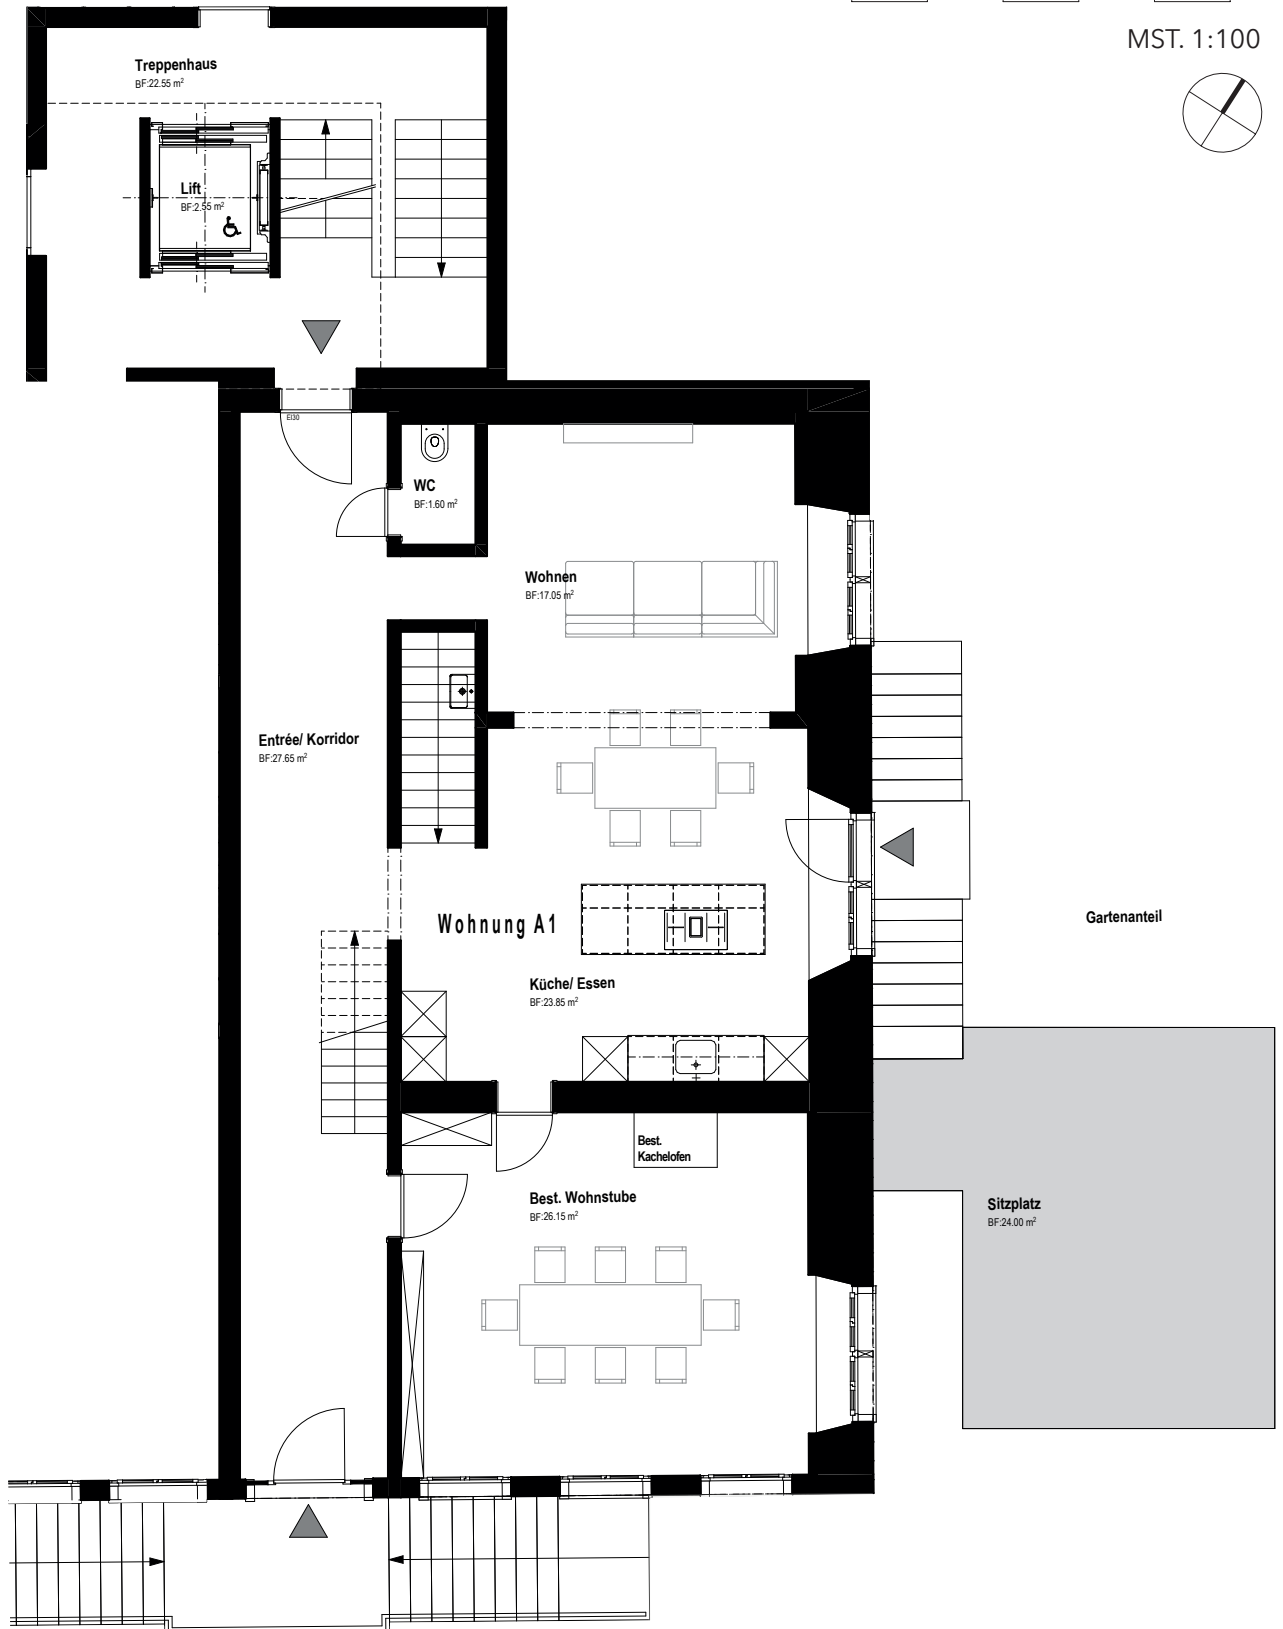 MST. 1:100
Treppenhaus
BF:22.55 m²
Lift
BF:2.55 m²
EI30
WC
BF:1.60 m²
Wohnen
BF:17.05 m²
Entrée/ Korridor
BF:27.65 m²
Wohnung A1
Gartenanteil
Küche/ Essen
BF:23.85 m²
Best.
Kachelofen
Best. Wohnstube
BF:26.15 m²
Sitzplatz
BF:24.00 m²